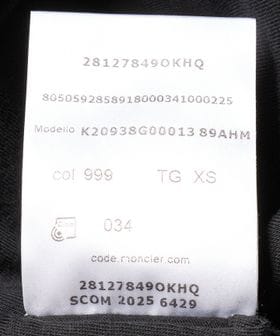 28127849OKHQ
8050592858918000341000225
Modello K20938G00013 89AHM
col 999 TG XS
034
code.moncler.com
28127849OKHQ
SCOM 2025 6429